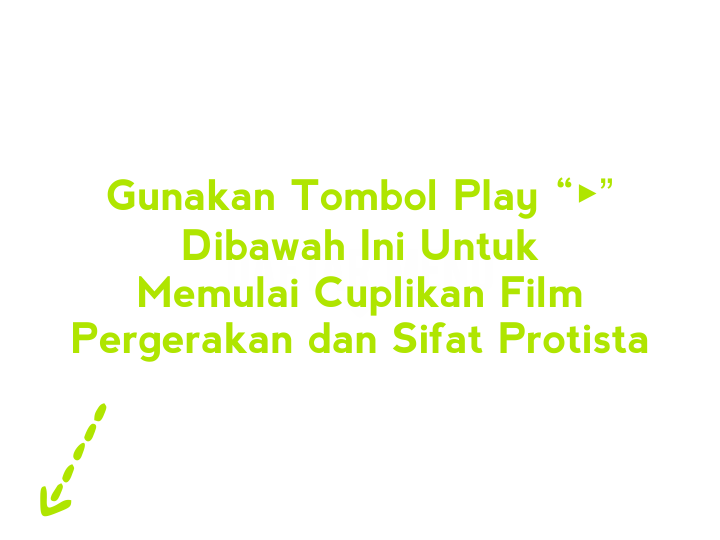 Gunakan Tombol Play “▶”
Dibawah Ini Untuk
Memulai Cuplikan Film
Pergerakan dan Sifat Protista